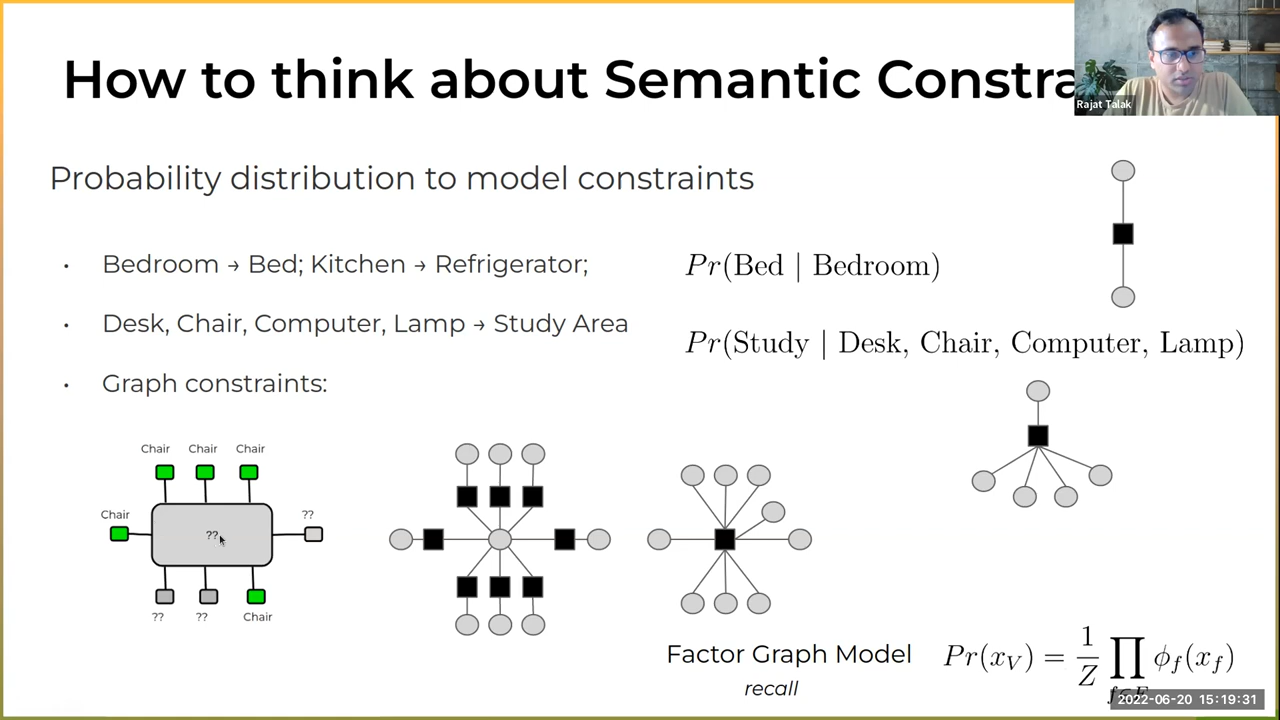 How to think about Semantic Constra
Rajat Talak
Probability distribution to model constraints
• Bedroom → Bed; Kitchen → Refrigerator;
Pr(Bed | Bedroom)
• Desk, Chair, Computer, Lamp → Study Area
Pr(Study | Desk, Chair, Computer, Lamp)
• Graph constraints:
Chair Chair Chair
Chair
??
??
?? ?? Chair
Factor Graph Model
recall
Pr(x_V) = 1/Z ∏ φ_f(x_f)
2022-06-20 15:19:31